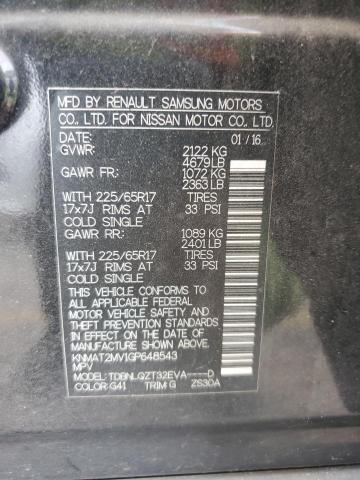 MFD BY RENAULT SAMSUNG MOTORS
CO., LTD. FOR NISSAN MOTOR CO., LTD.
DATE: 01 / 16
GVWR: 2122 KG
4679 LB
GAWR FR: 1072 KG
2363 LB
WITH 225/65R17 TIRES
17x7J RIMS AT 33 PSI
COLD SINGLE
GAWR RR: 1089 KG
2401 LB
WITH 225/65R17 TIRES
17x7J RIMS AT 33 PSI
COLD SINGLE
THIS VEHICLE CONFORMS TO
ALL APPLICABLE FEDERAL
MOTOR VEHICLE SAFETY,
BUMPER, AND THEFT
PREVENTION STANDARDS
IN EFFECT ON THE DATE OF
MANUFACTURE SHOWN ABOVE.
KNMAT2MV1GP648543
MPV
MODEL: TDBNLQZT32EVA----D
COLOR: G41 TRIM G ZS30A